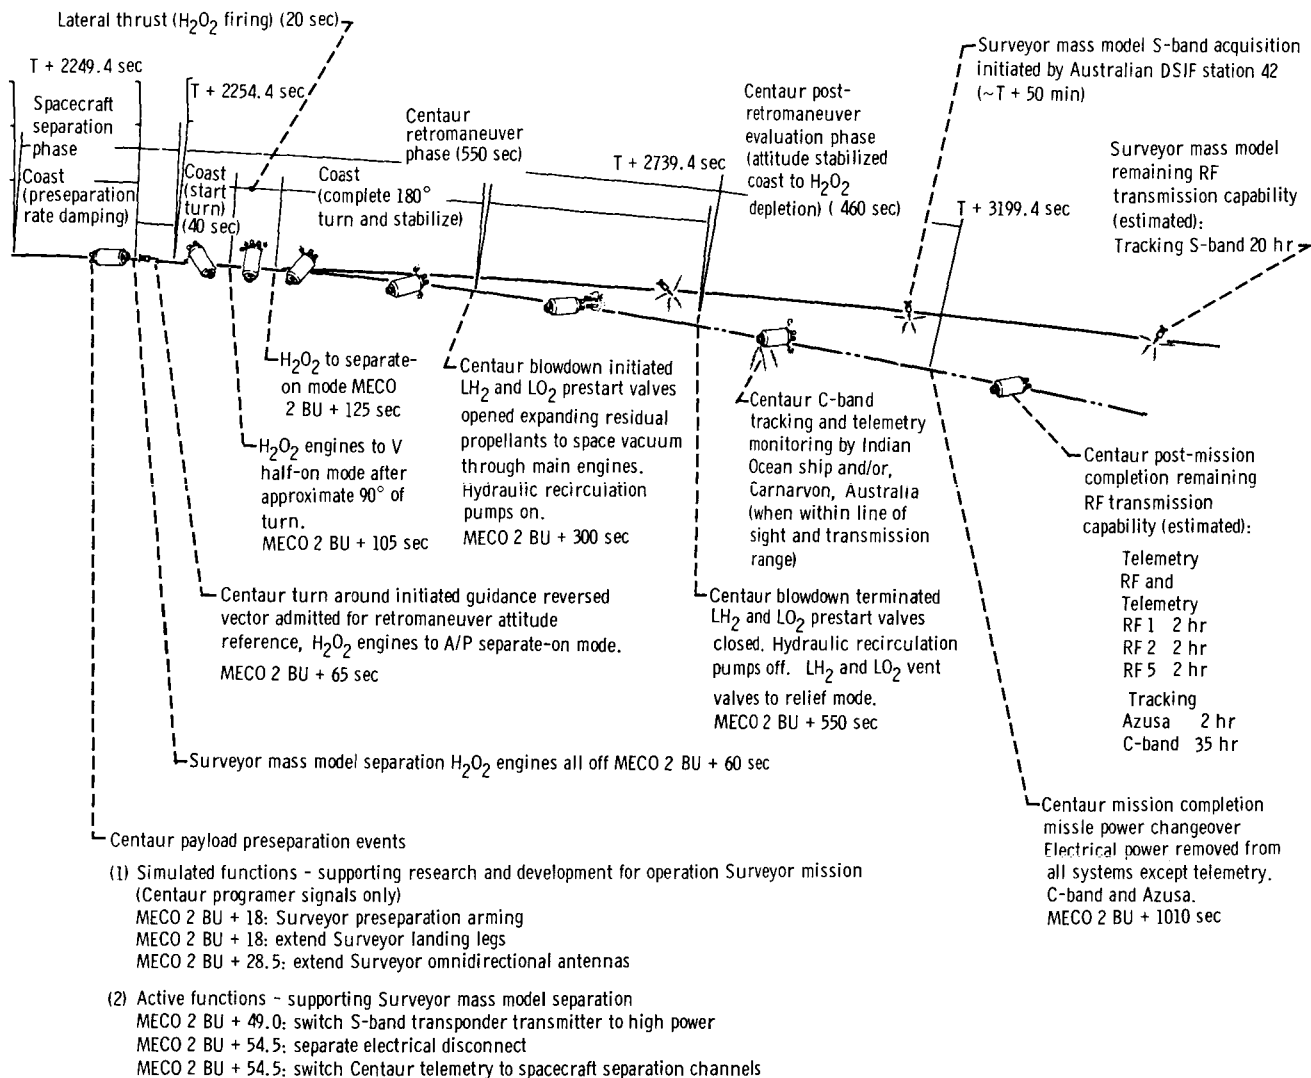 Lateral thrust (H2O2 firing) (20 sec)
T + 2249.4 sec
T + 2254.4 sec
Spacecraft
separation
phase
Coast
(preseparation
rate damping)
Coast
(start
turn)
(40 sec)
Coast
(complete 180°
turn and stabilize)
Centaur
retromaneuver
phase (550 sec)
T + 2739.4 sec
Centaur post-
retromaneuver
evaluation phase
(attitude stabilized
coast to H2O2
depletion) ( 460 sec)
Surveyor mass model S-band acquisition
initiated by Australian DSIF station 42
(~T + 50 min)
T + 3199.4 sec
Surveyor mass model
remaining RF
transmission capability
(estimated):
Tracking S-band 20 hr
H2O2 to separate-
on mode MECO
2 BU + 125 sec
H2O2 engines to V
half-on mode after
approximate 90° of
turn.
MECO 2 BU + 105 sec
Centaur blowdown initiated
LH2 and LO2 prestart valves
opened expanding residual
propellants to space vacuum
through main engines.
Hydraulic recirculation
pumps on.
MECO 2 BU + 300 sec
Centaur C-band
tracking and telemetry
monitoring by Indian
Ocean ship and/or,
Carnarvon, Australia
(when within line of
sight and transmission
range)
Centaur post-mission
completion remaining
RF transmission
capability (estimated):
Telemetry
RF and
Telemetry
RF 1 2 hr
RF 2 2 hr
RF 5 2 hr
Tracking
Azusa 2 hr
C-band 35 hr
Centaur turn around initiated guidance reversed
vector admitted for retromaneuver attitude
reference, H2O2 engines to A/P separate-on mode.
MECO 2 BU + 65 sec
Centaur blowdown terminated
LH2 and LO2 prestart valves
closed. Hydraulic recirculation
pumps off. LH2 and LO2 vent
valves to relief mode.
MECO 2 BU + 550 sec
Surveyor mass model separation H2O2 engines all off MECO 2 BU + 60 sec
Centaur mission completion
missle power changeover
Electrical power removed from
all systems except telemetry.
C-band and Azusa.
MECO 2 BU + 1010 sec
Centaur payload preseparation events
(1) Simulated functions - supporting research and development for operation Surveyor mission
(Centaur programer signals only)
MECO 2 BU + 18: Surveyor preseparation arming
MECO 2 BU + 18: extend Surveyor landing legs
MECO 2 BU + 28.5: extend Surveyor omnidirectional antennas
(2) Active functions - supporting Surveyor mass model separation
MECO 2 BU + 49.0: switch S-band transponder transmitter to high power
MECO 2 BU + 54.5: separate electrical disconnect
MECO 2 BU + 54.5: switch Centaur telemetry to spacecraft separation channels